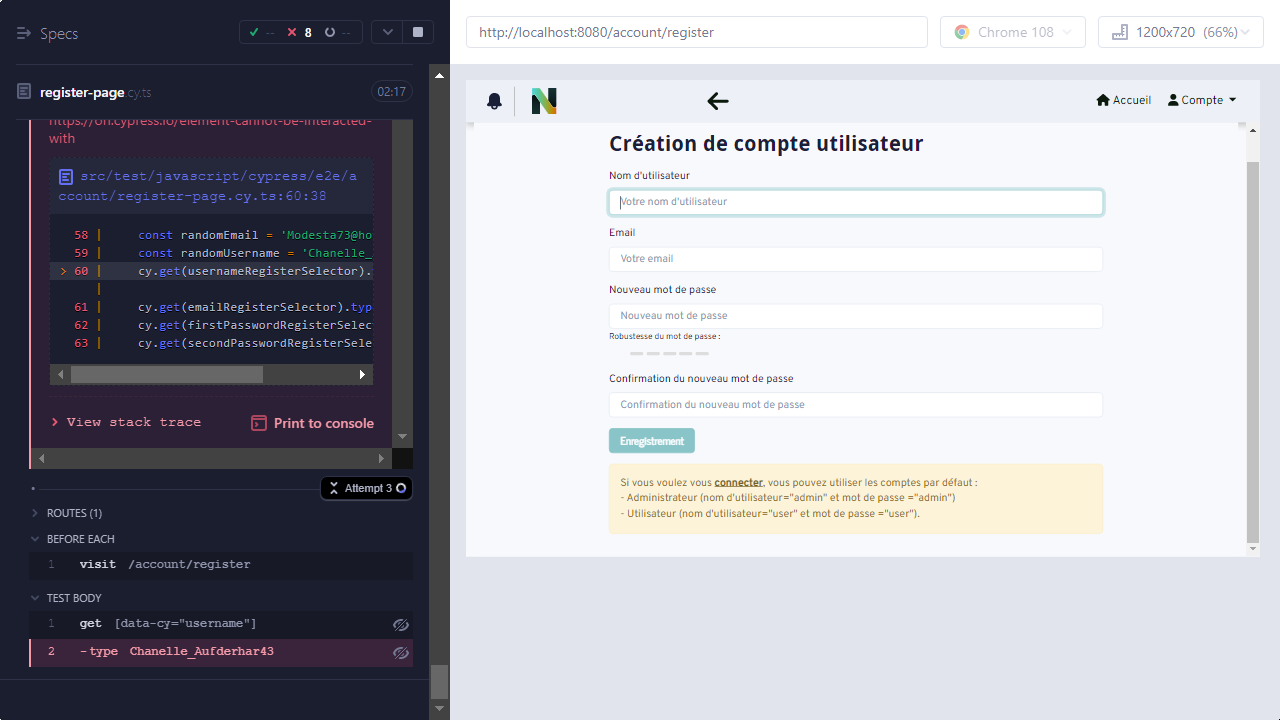 Specs
-- 8 --
register-page.cy.ts
02:17
https://on.cypress.io/element-cannot-be-interacted-
with
src/test/javascript/cypress/e2e/a
ccount/register-page.cy.ts:60:38
58 | const randomEmail = 'Modesta73@ho
59 | const randomUsername = 'Chanelle_
> 60 | cy.get(usernameRegisterSelector).
|
61 | cy.get(emailRegisterSelector).typ
62 | cy.get(firstPasswordRegisterSelec
63 | cy.get(secondPasswordRegisterSele
> View stack trace
Print to console
Attempt 3
ROUTES (1)
BEFORE EACH
1 visit /account/register
TEST BODY
1 get [data-cy="username"]
2 -type Chanelle_Aufderhar43
http://localhost:8080/account/register
Chrome 108
1200x720 (66%)
N
Accueil
Compte
Création de compte utilisateur
Nom d'utilisateur
Votre nom d'utilisateur
Email
Votre email
Nouveau mot de passe
Nouveau mot de passe
Robustesse du mot de passe :
Confirmation du nouveau mot de passe
Confirmation du nouveau mot de passe
Enregistrement
Si vous voulez vous connecter, vous pouvez utiliser les comptes par défaut :
- Administrateur (nom d'utilisateur="admin" et mot de passe ="admin")
- Utilisateur (nom d'utilisateur="user" et mot de passe ="user").